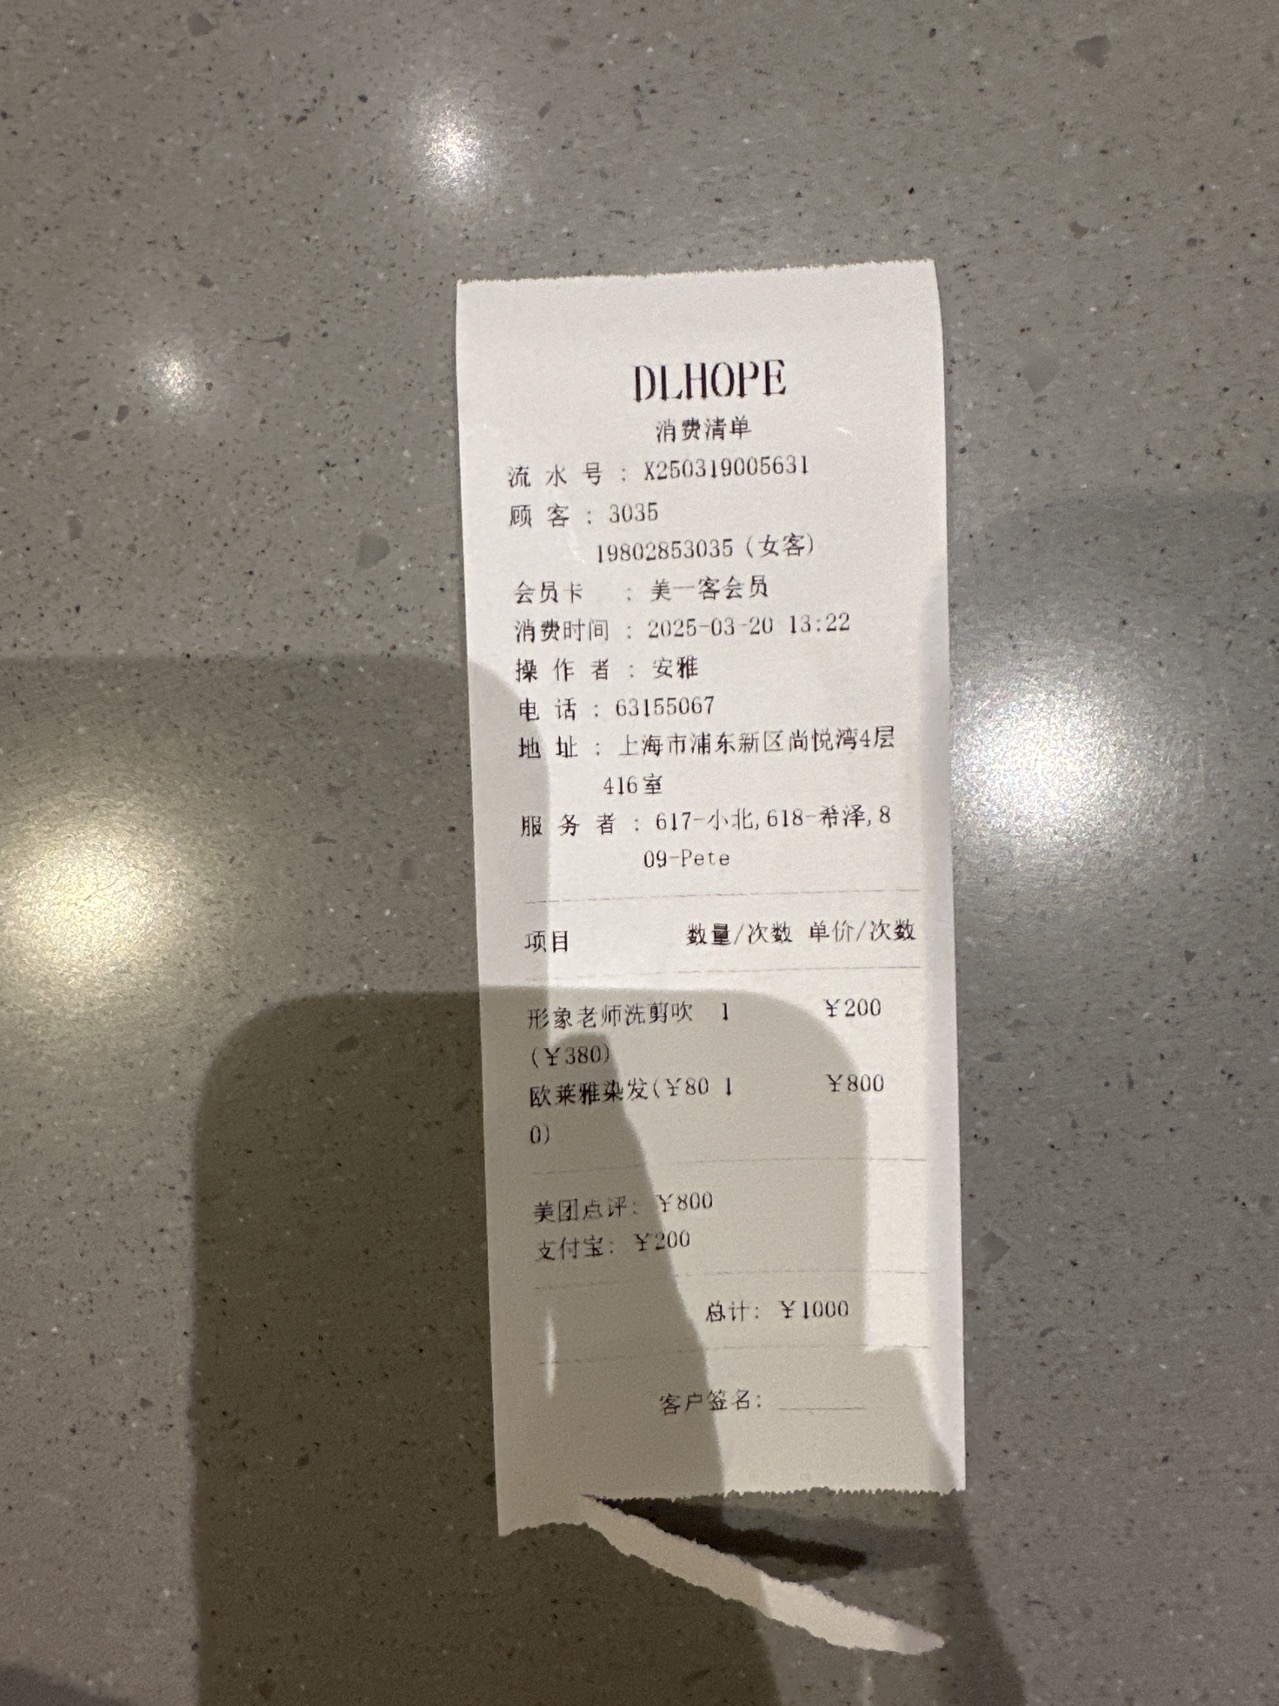 DLHOPE
消费清单
流 水 号 : X250319005631
顾 客 : 3035
19802853035 (女客)
会员卡 : 美一客会员
消费时间 : 2025-03-20 13:22
操 作 者 : 安雅
电 话 : 63155067
地 址 : 上海市浦东新区尚悦湾4层
416室
服 务 者 : 617-小北,618-希泽,8
09-Pete
项目 数量/次数 单价/次数
形象老师洗剪吹 1 ¥200
(¥380)
欧莱雅染发(¥80 1 ¥800
0)
美团点评: ¥800
支付宝: ¥200
总计: ¥1000
客户签名: ______